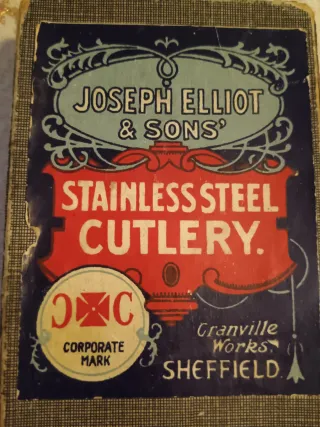 JOSEPH ELLIOT
& SONS'
STAINLESS STEEL
CUTLERY.
Ɔ✠C
CORPORATE
MARK
Granville
Works.
SHEFFIELD.